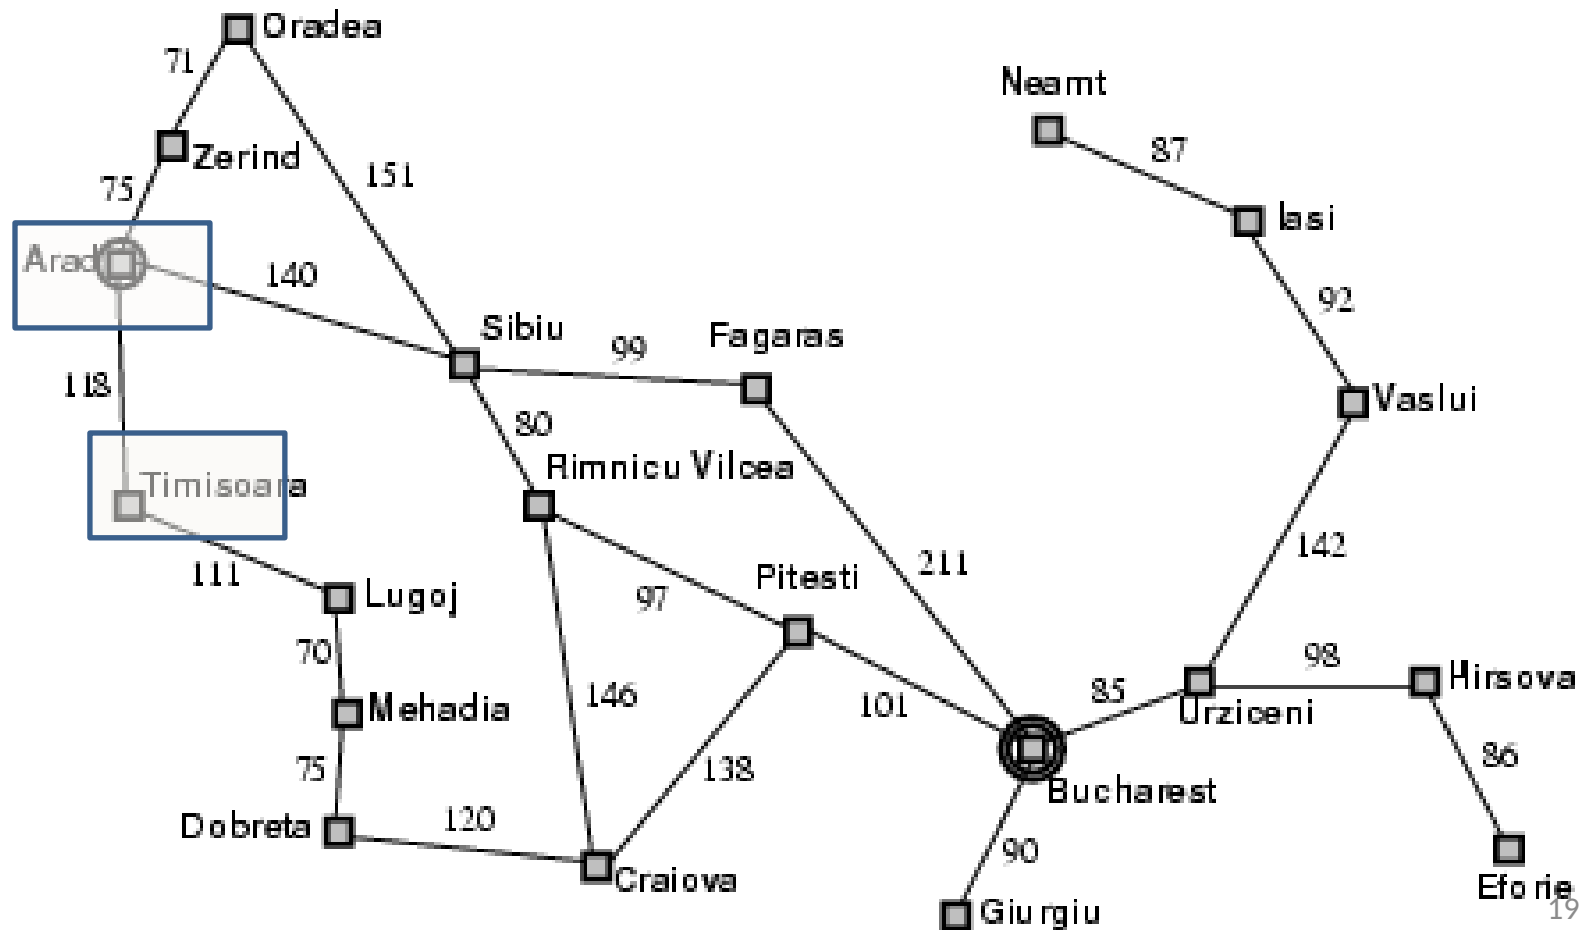 Oradea
71
Neamt
Zerind
87
151
75
Iasi
Arad
140
92
Sibiu
Fagaras
99
118
Vaslui
80
Rimnicu Vilcea
Timisoara
142
211
111
Pitesti
Lugoj
97
70
98
Hirsova
146
101
85
Mehadia
Urziceni
75
138
86
Bucharest
Dobreta
120
90
Craiova
Eforie
Giurgiu
19